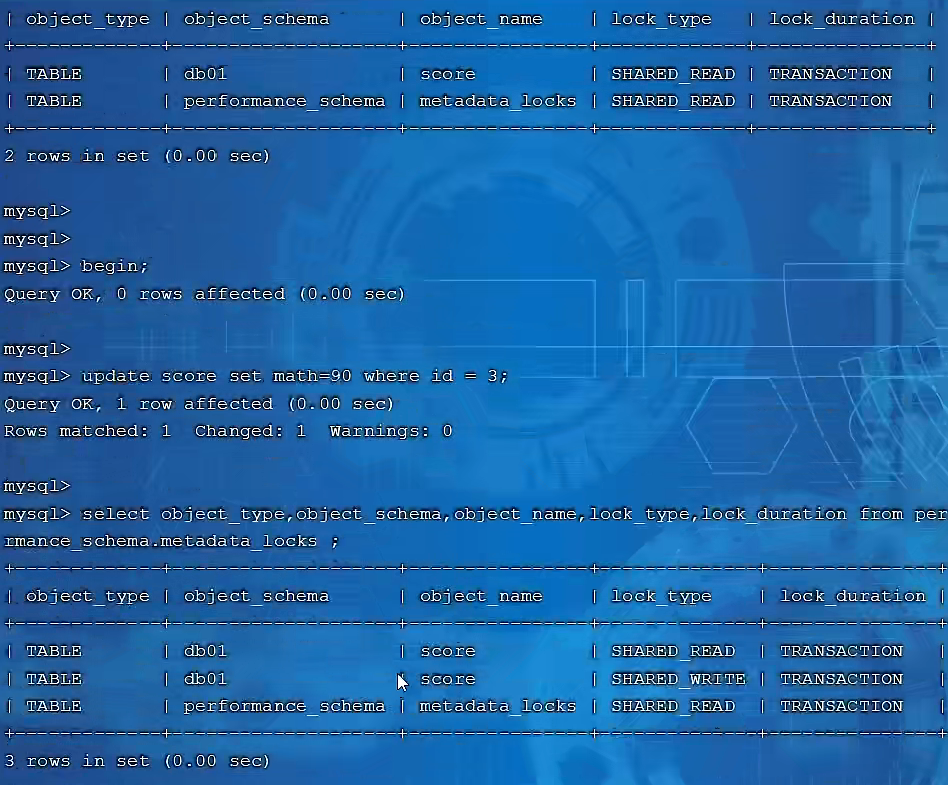 | object_type | object_schema | object_name | lock_type | lock_duration |
+-------------+--------------------+----------------+-------------+---------------+
| TABLE | db01 | score | SHARED_READ | TRANSACTION |
| TABLE | performance_schema | metadata_locks | SHARED_READ | TRANSACTION |
+-------------+--------------------+----------------+-------------+---------------+
2 rows in set (0.00 sec)
mysql>
mysql>
mysql> begin;
Query OK, 0 rows affected (0.00 sec)
mysql>
mysql> update score set math=90 where id = 3;
Query OK, 1 row affected (0.00 sec)
Rows matched: 1  Changed: 1  Warnings: 0
mysql>
mysql> select object_type,object_schema,object_name,lock_type,lock_duration from per
rmance_schema.metadata_locks ;
+-------------+--------------------+----------------+--------------+---------------+
| object_type | object_schema | object_name | lock_type | lock_duration |
+-------------+--------------------+----------------+--------------+---------------+
| TABLE | db01 | score | SHARED_READ | TRANSACTION |
| TABLE | db01 | score | SHARED_WRITE | TRANSACTION |
| TABLE | performance_schema | metadata_locks | SHARED_READ | TRANSACTION |
+-------------+--------------------+----------------+--------------+---------------+
3 rows in set (0.00 sec)